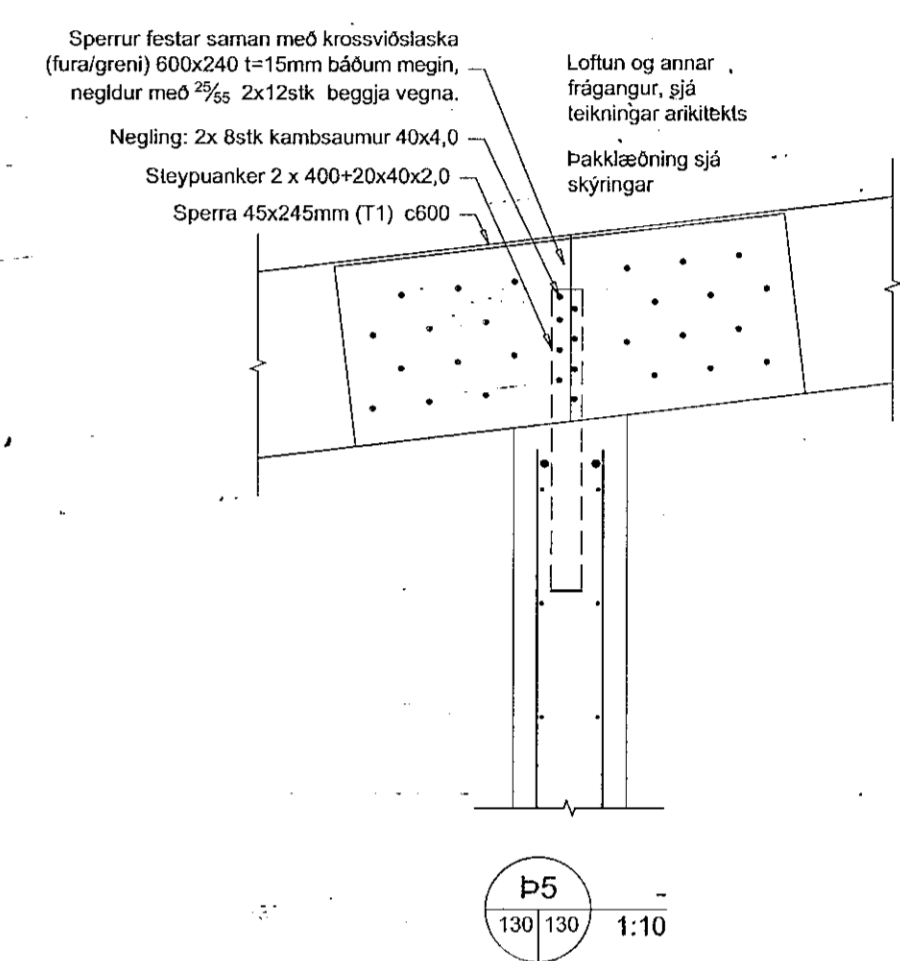 Sperrur festar saman með krossviðslaska
(fura/greni) 600x240 t=15mm báðum megin,
negldur með 25/55 2x12stk beggja vegna.
Negling: 2x 8stk kambsaumur 40x4,0
Steypuanker 2 x 400+20x40x2,0
Sperra 45x245mm (T1) c600
Loftun og annar
frágangur, sjá
teikningar arikitekts
Þakklæðning sjá
skýringar
Þ5
130 130
-
1:10